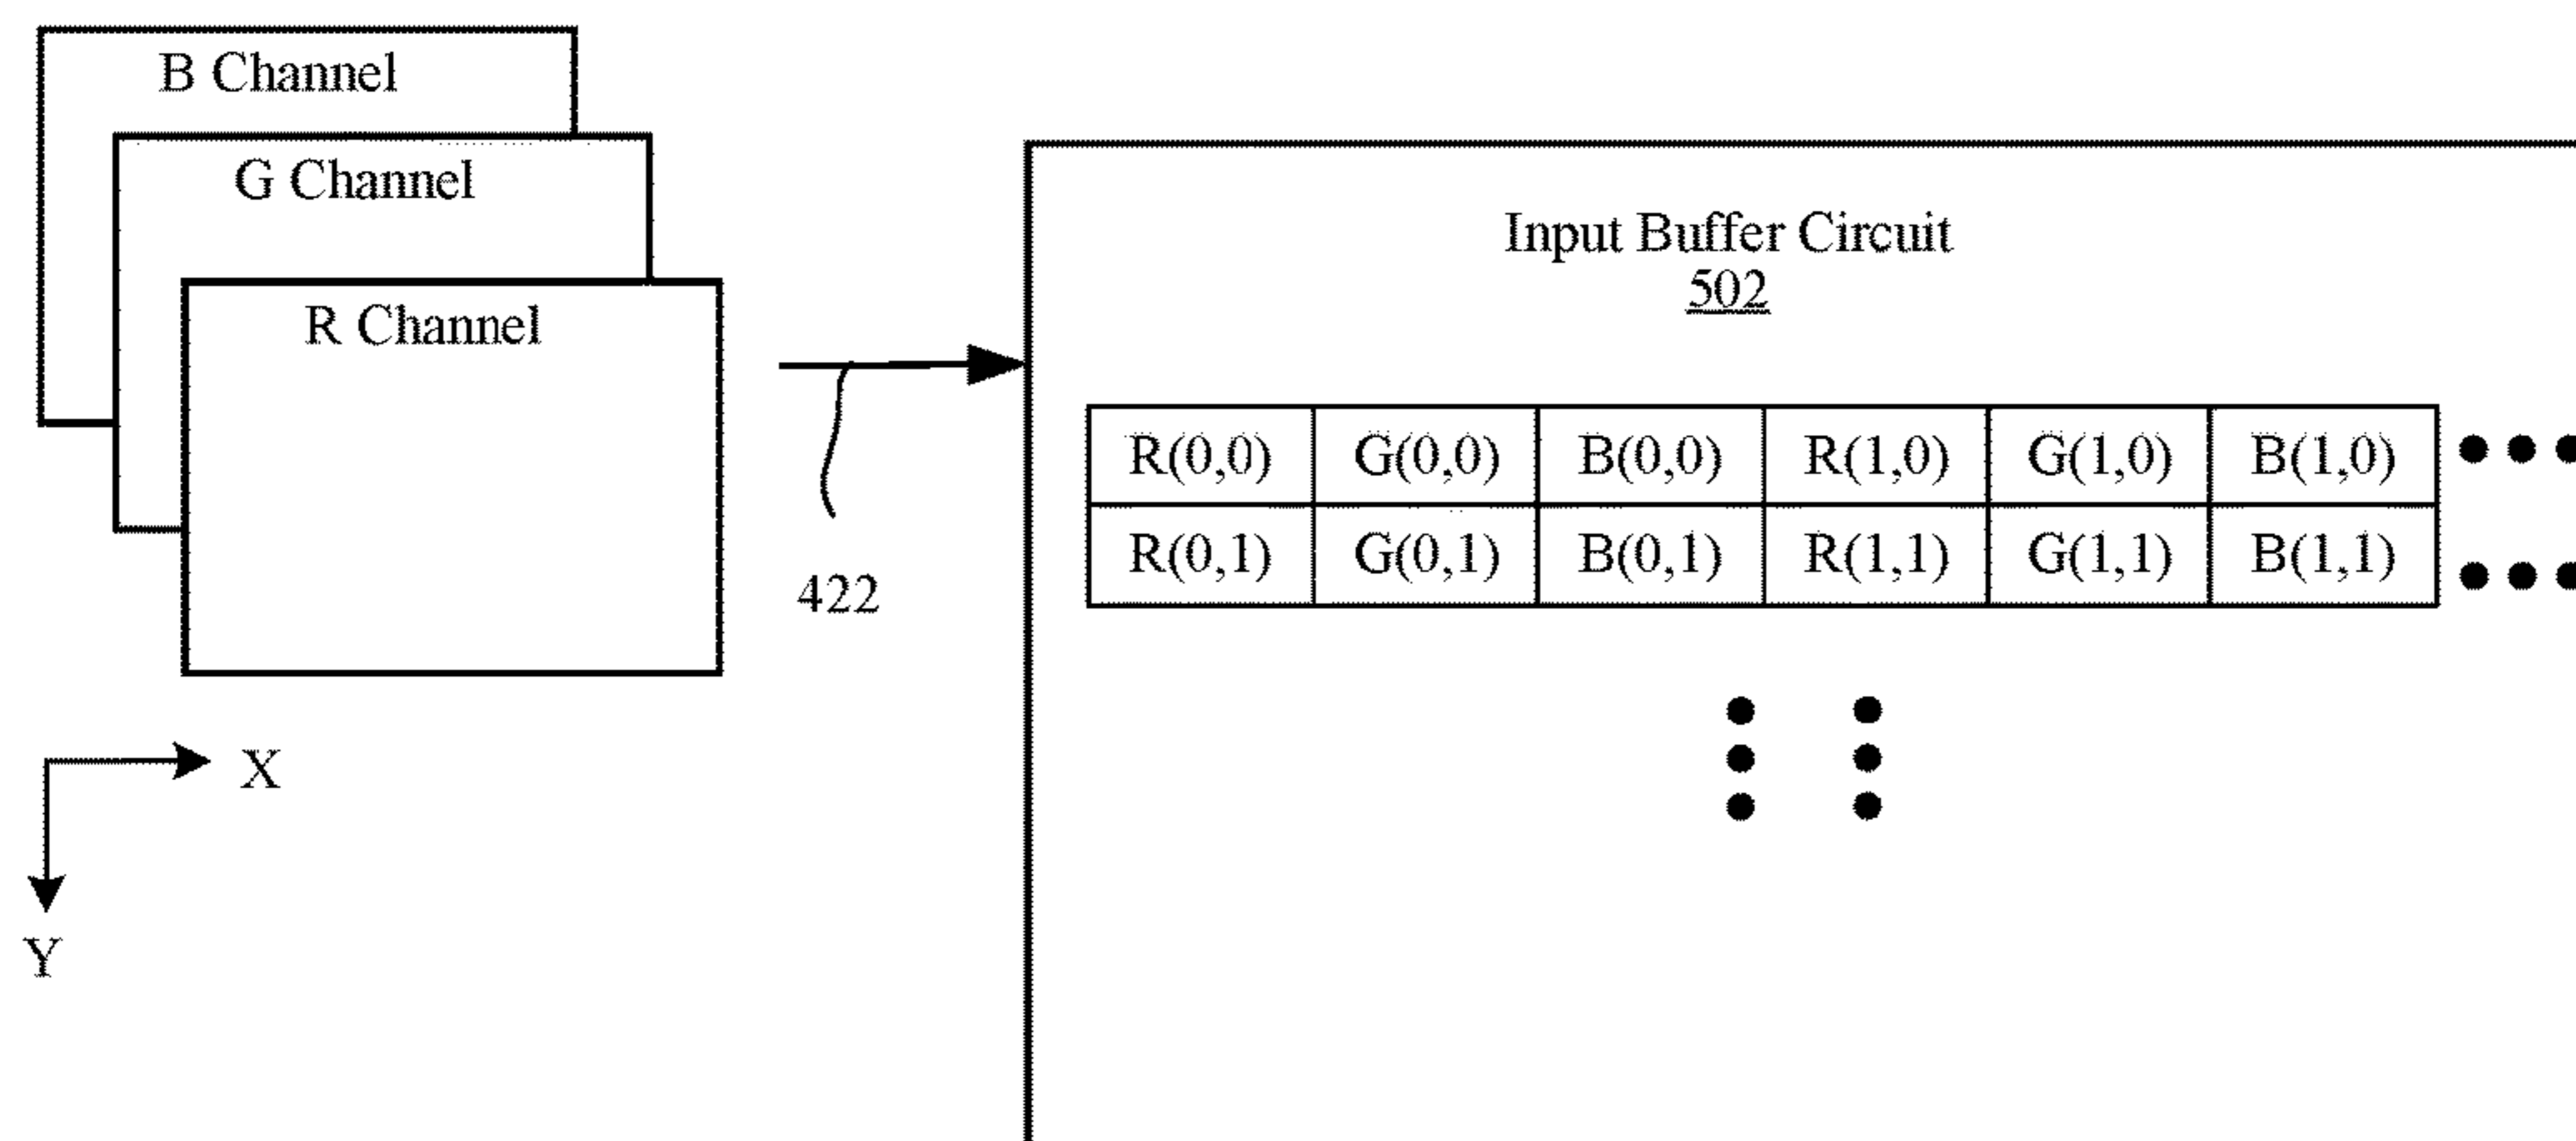 B Channel
G Channel
R Channel
422
X
Y
Input Buffer Circuit
502
R(0,0) G(0,0) B(0,0) R(1,0) G(1,0) B(1,0)
R(0,1) G(0,1) B(0,1) R(1,1) G(1,1) B(1,1)